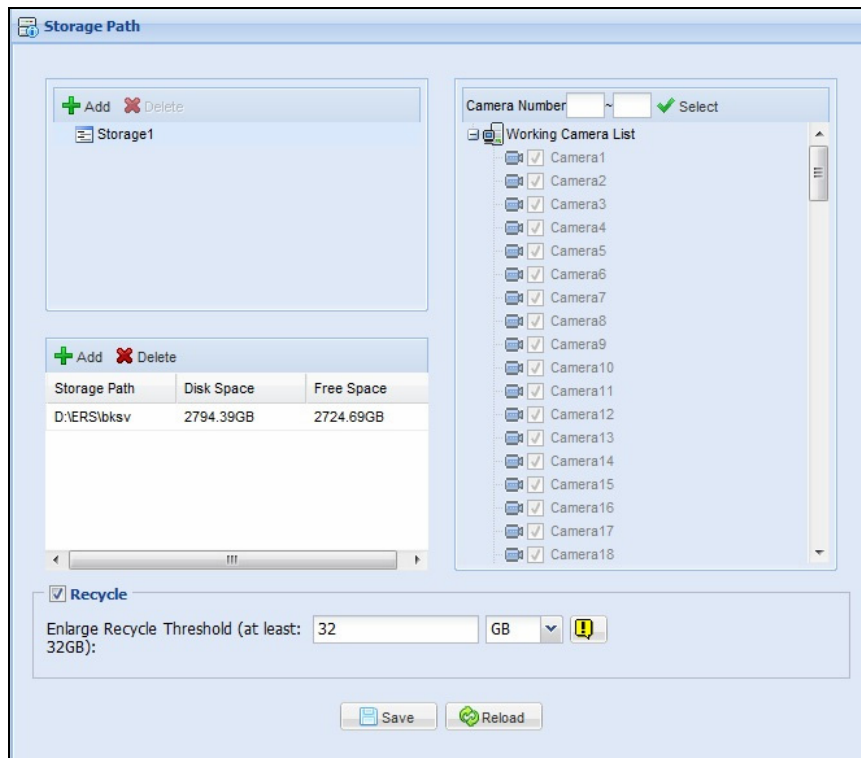 Storage Path
Add Delete
Storage1
Camera Number ~ Select
Working Camera List
Camera1
Camera2
Camera3
Camera4
Camera5
Camera6
Camera7
Camera8
Camera9
Camera10
Camera11
Camera12
Camera13
Camera14
Camera15
Camera16
Camera17
Camera18
Add Delete
Storage Path Disk Space Free Space
D:\ERS\bksv 2794.39GB 2724.69GB
Recycle
Enlarge Recycle Threshold (at least: 32 GB
32GB):
Save Reload